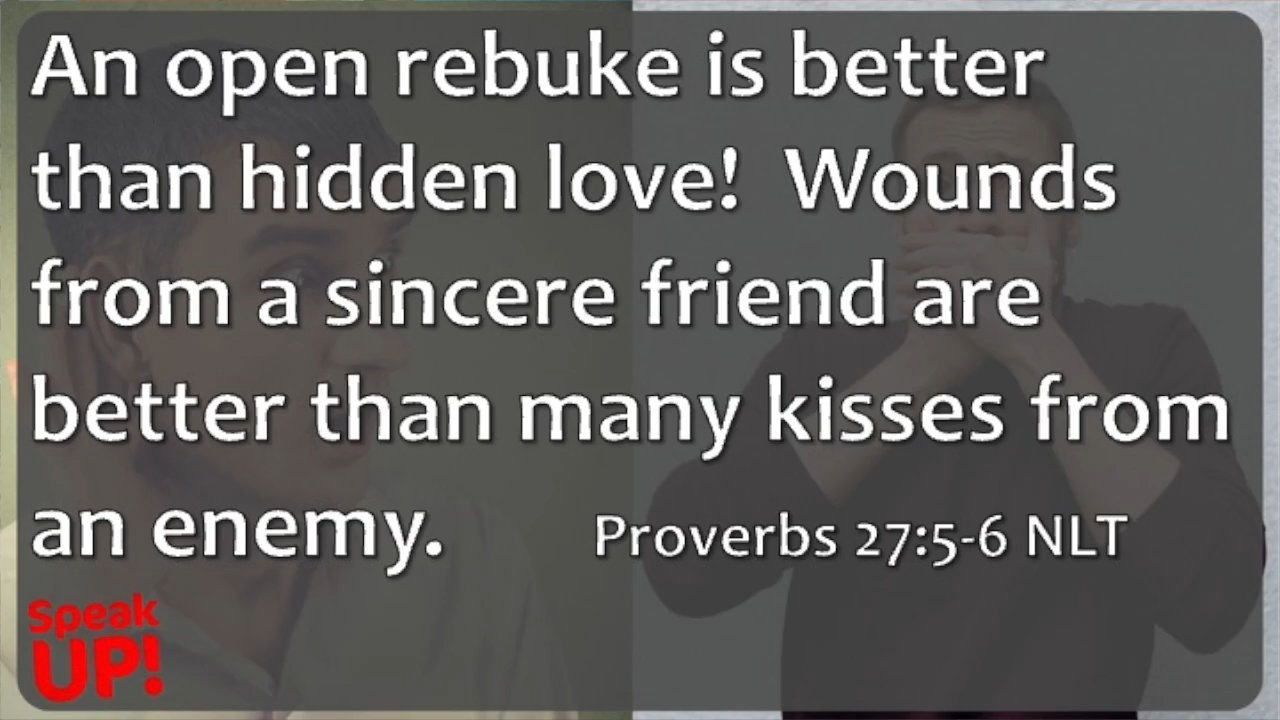 An open rebuke is better
than hidden love!  Wounds
from a sincere friend are
better than many kisses from
an enemy.
Proverbs 27:5-6 NLT
Speak
UP!